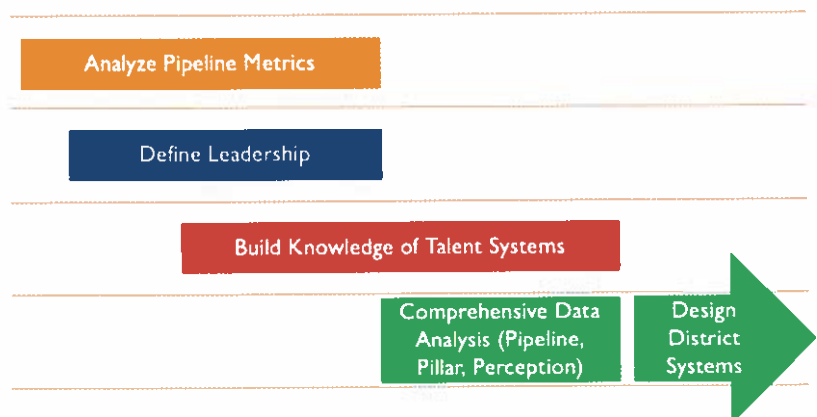 Analyze Pipeline Metrics
Define Leadership
Build Knowledge of Talent Systems
Comprehensive Data
Analysis (Pipeline,
Pillar, Perception)
Design
District
Systems